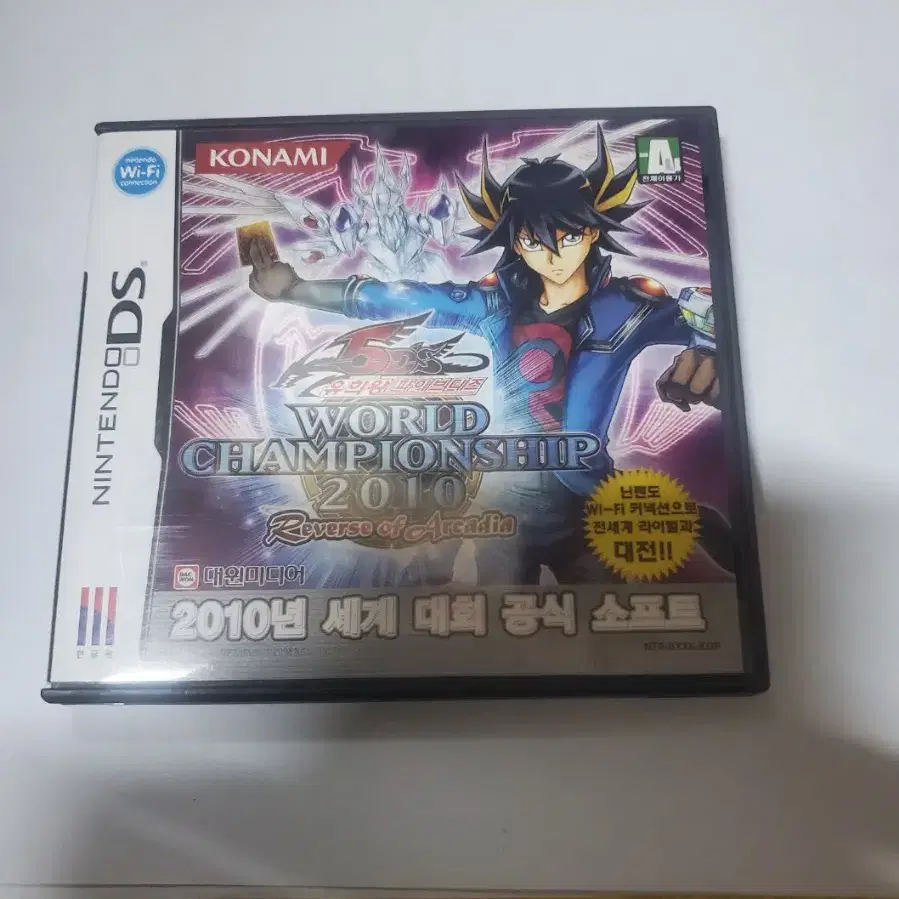 nintendo
Wi-Fi
connection
NINTENDO DS
KONAMI
A
전체이용가
5D's
유희왕 파이브디즈
WORLD
CHAMPIONSHIP
2010
Reverse of Arcadia
닌텐도
Wi-Fi 커넥션으로
전세계 라이벌과
대전!!
대원미디어
2010년 세계 대회 공식 소프트